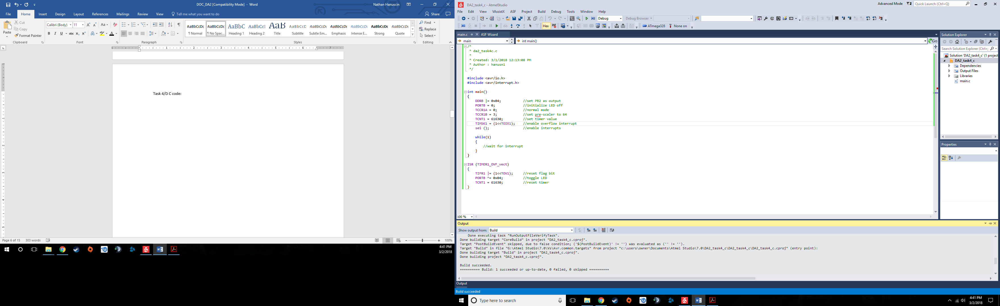 DOC_DA2 [Compatibility Mode] - Word
Nathan Hanuscin
File Home Insert Design Layout References Mailings Review View Tell me what you want to do Share
Paste
Cut
Copy
Format Painter
Clipboard
Calibri (Body) 11
Font
Paragraph
AaBbCcDc AaBbCcDc AaBbC AaBbCcI AaB AaBbCcD AaBbCcDc AaBbCcDc AaBbCcDc AaBbCcDc AaBbCcDc
¶ Normal ¶ No Spac... Heading 1 Heading 2 Title Subtitle Subtle Em... Emphasis Intense E... Strong Quote
Styles
Find
Replace
Select
Editing
Task 4/D C code:
Page 6 of 15 303 words
100%
4:41 PM
3/2/2018
DA2_task4_c - AtmelStudio
Advanced Mode 2 Quick Launch (Ctrl+Q)
File Edit View VAssistX ASF Project Build Debug Tools Window Help
Debug Debug Browser
Hex ATmega328 None on
main.c ASF Wizard
main int main() Go
/*
* da2_task4c.c
*
* Created: 3/1/2018 12:13:08 PM
* Author : hanusn1
*/
#include <avr/io.h>
#include <avr/interrupt.h>
int main()
{
DDRB |= 0x04; //set PB2 as output
PORTB = 0; //initialize LED off
TCCR1A = 0; //normal mode
TCCR1B = 3; //set pre-scaler to 64
TCNT1 = 61630; //set timer value
TIMSK1 = (1<<TOIE1); //enable overflow interrupt
sei (); //enable interrupts
while(1)
{
//wait for interrupt
}
}
ISR (TIMER1_OVF_vect)
{
TIFR1 |= (1<<TOV1); //reset flag bit
PORTB ^= 0x04; //toggle LED
TCNT1 = 61630; //reset timer
}
100 %
Solution Explorer
Search Solution Explorer (Ctrl+;
Solution 'DA2_task4_c' (1 project
DA2_task4_c
Dependencies
Output Files
Libraries
main.c
Properties
Output
Show output from: Build
Done executing task "RunOutputFileVerifyTask".
Done building target "CoreBuild" in project "DA2_task4_c.cproj".
Target "PostBuildEvent" skipped, due to false condition; ('$(PostBuildEvent)' != '') was evaluated as ('' != '').
Target "Build" in file "G:\Atmel Studio\7.0\Vs\Avr.common.targets" from project "c:\users\owner\Documents\Atmel Studio\7.0\DA2_task4_c\DA2_task4_c\DA2_task4_c.cproj" (entry point):
Done building target "Build" in project "DA2_task4_c.cproj".
Done building project "DA2_task4_c.cproj".
Build succeeded.
========== Build: 1 succeeded or up-to-date, 0 failed, 0 skipped ==========
Output
Build succeeded
Type here to search
4:41 PM
3/2/2018